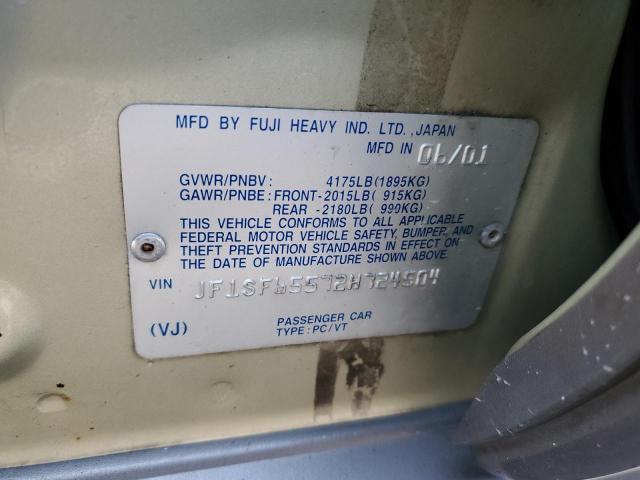 MFD BY FUJI HEAVY IND. LTD., JAPAN
MFD IN 06/01
GVWR/PNBV: 4175LB(1895KG)
GAWR/PNBE: FRONT-2015LB( 915KG)
REAR -2180LB( 990KG)
THIS VEHICLE CONFORMS TO ALL APPLICABLE
FEDERAL MOTOR VEHICLE SAFETY, BUMPER, AND
THEFT PREVENTION STANDARDS IN EFFECT ON
THE DATE OF MANUFACTURE SHOWN ABOVE.
VIN JF1SF65572H724504
(VJ) PASSENGER CAR
TYPE: PC/VT